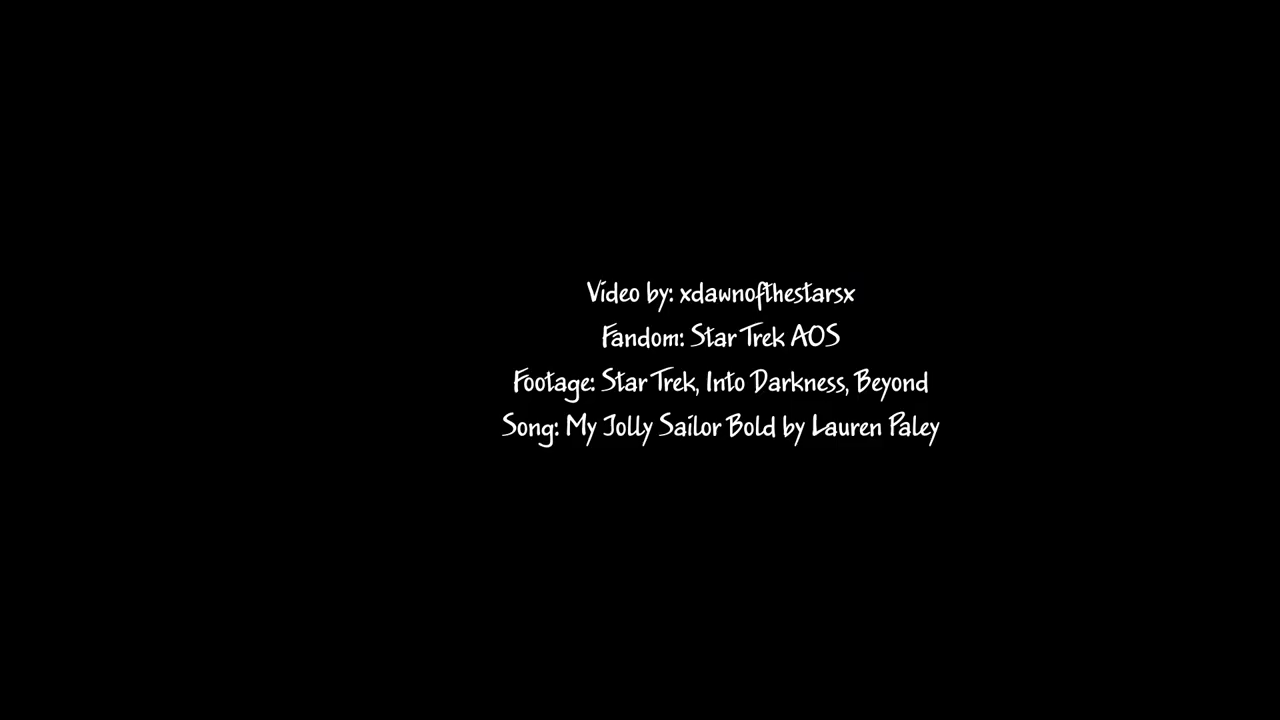 Video by: xdawnofthestarsx
Fandom: Star Trek AOS
Footage: Star Trek, Into Darkness, Beyond
Song: My Jolly Sailor Bold by Lauren Paley